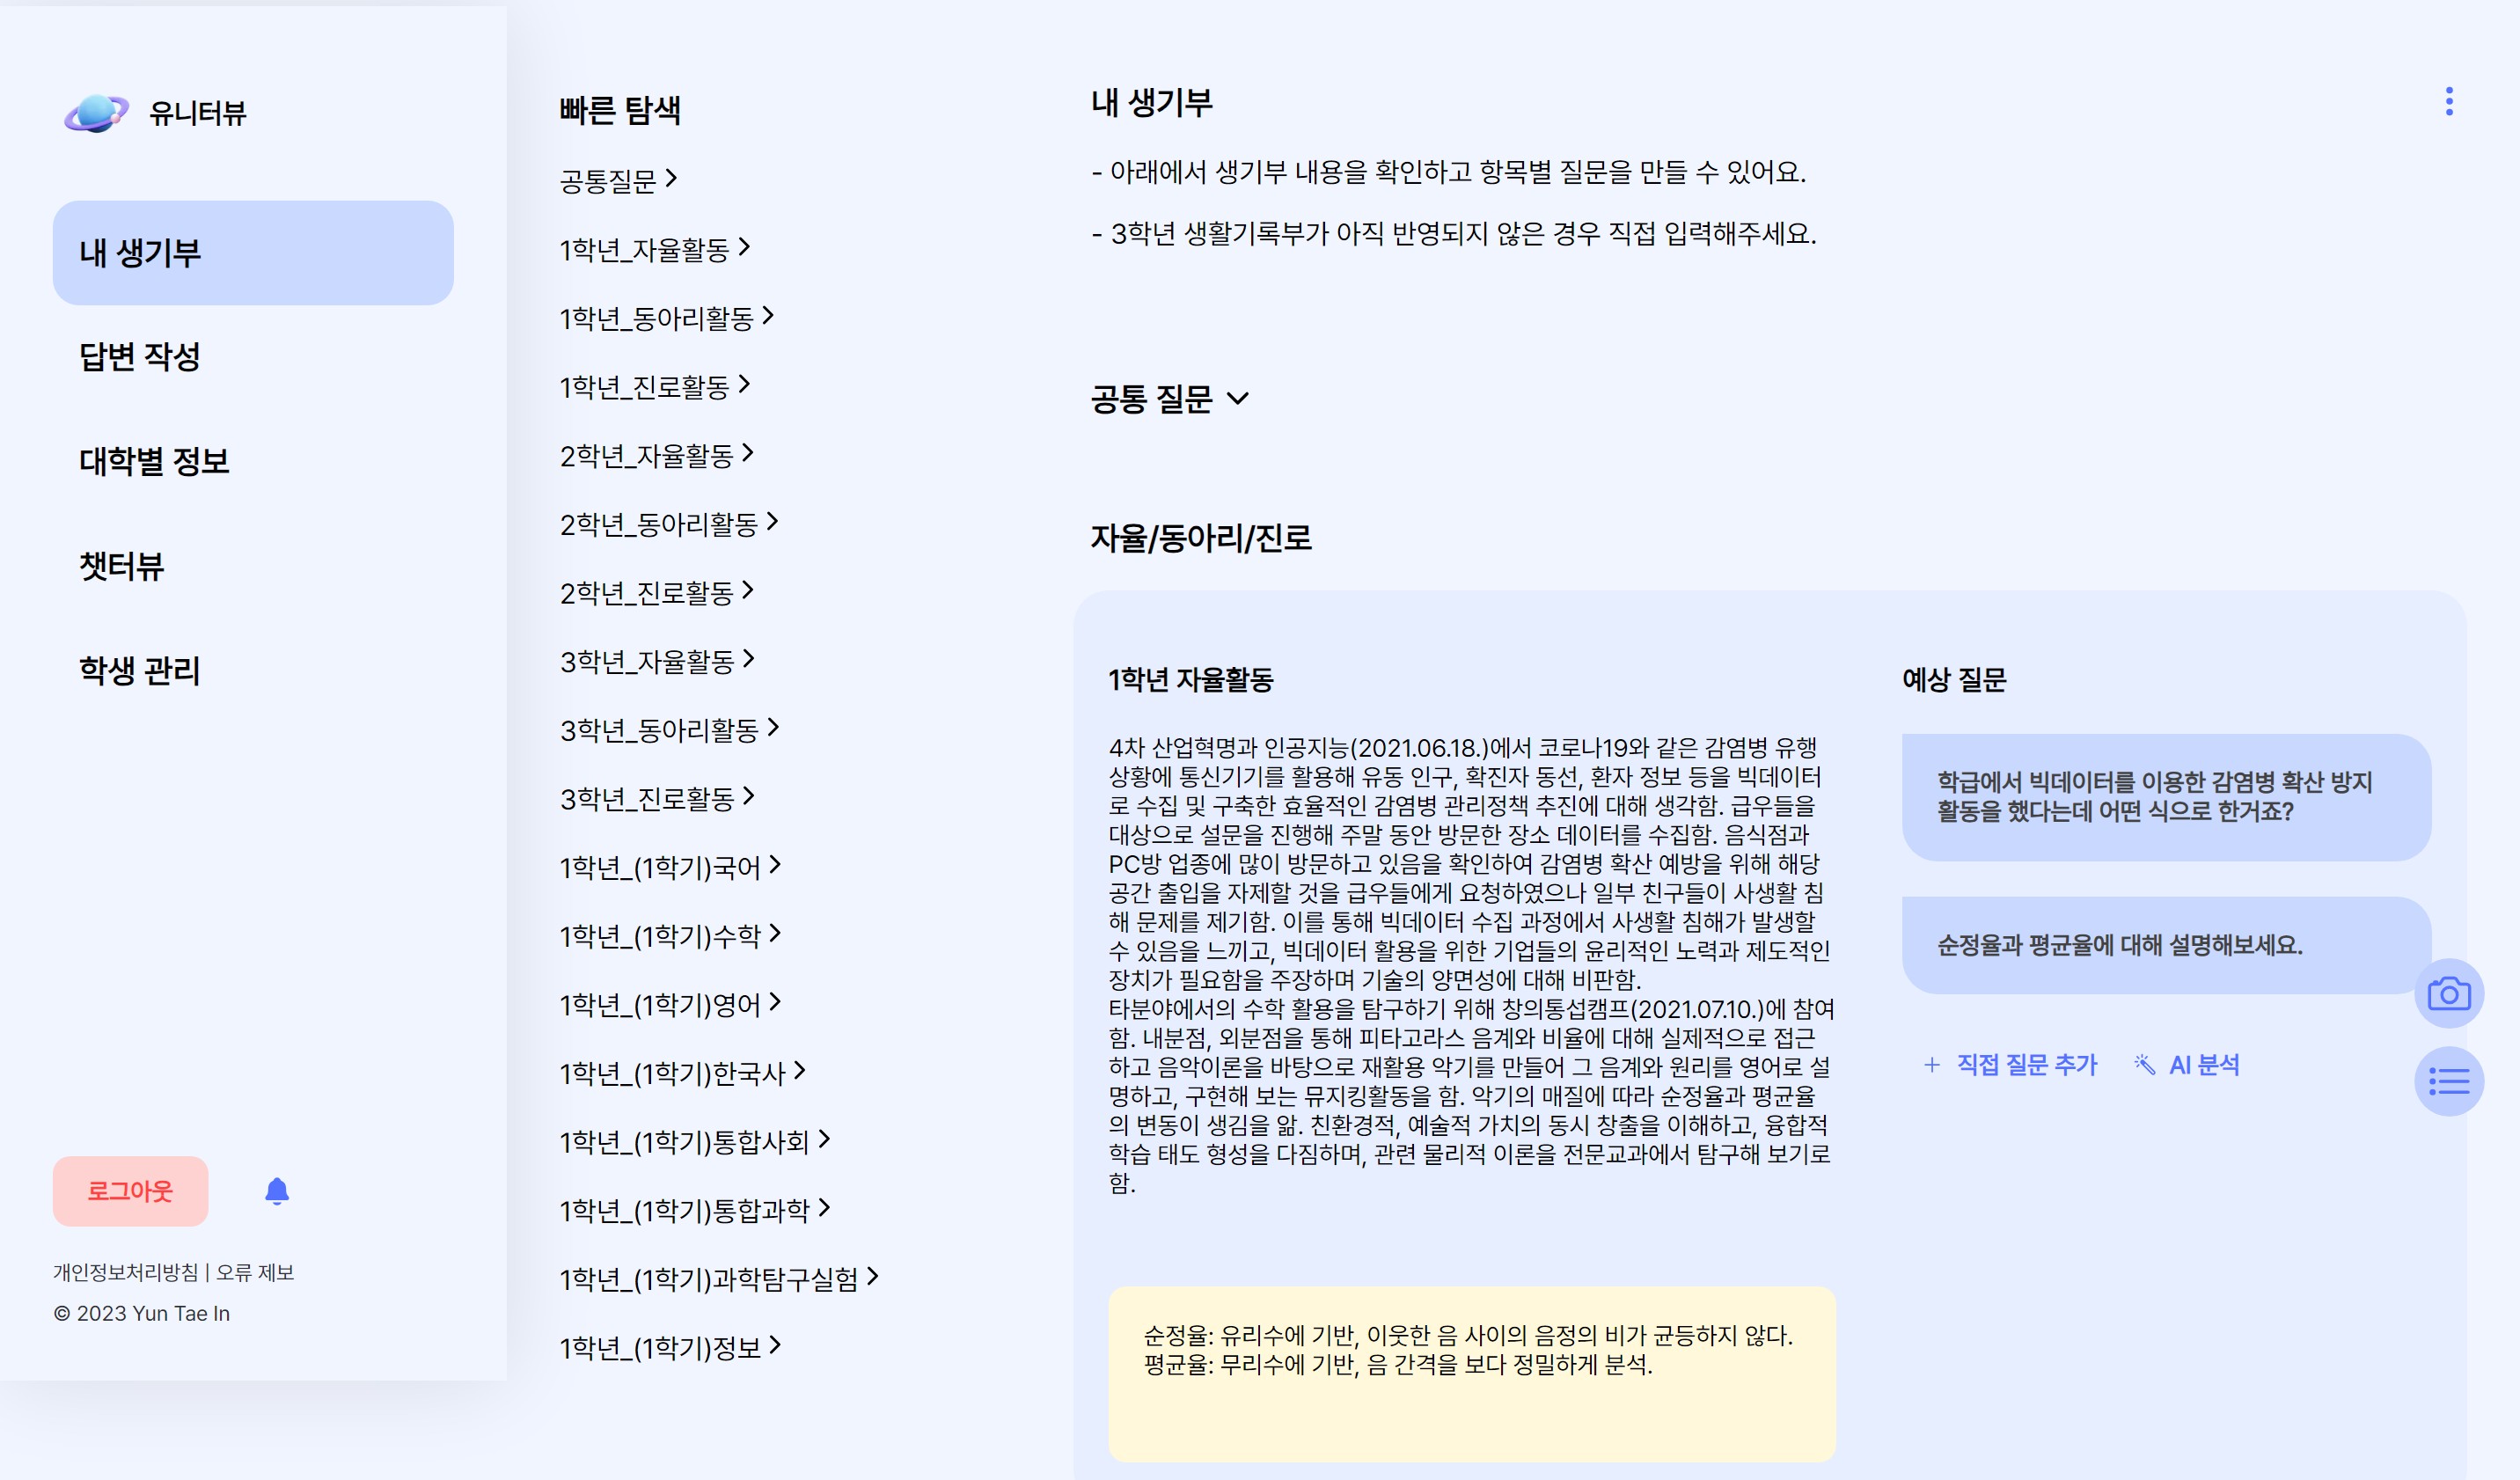 유니터뷰
내 생기부
답변 작성
대학별 정보
챗터뷰
학생 관리
로그아웃
개인정보처리방침 | 오류 제보
© 2023 Yun Tae In
빠른 탐색
공통질문
1학년_자율활동
1학년_동아리활동
1학년_진로활동
2학년_자율활동
2학년_동아리활동
2학년_진로활동
3학년_자율활동
3학년_동아리활동
3학년_진로활동
1학년_(1학기)국어
1학년_(1학기)수학
1학년_(1학기)영어
1학년_(1학기)한국사
1학년_(1학기)통합사회
1학년_(1학기)통합과학
1학년_(1학기)과학탐구실험
1학년_(1학기)정보
내 생기부
- 아래에서 생기부 내용을 확인하고 항목별 질문을 만들 수 있어요.
- 3학년 생활기록부가 아직 반영되지 않은 경우 직접 입력해주세요.
공통 질문
자율/동아리/진로
1학년 자율활동
4차 산업혁명과 인공지능(2021.06.18.)에서 코로나19와 같은 감염병 유행
상황에 통신기기를 활용해 유동 인구, 확진자 동선, 환자 정보 등을 빅데이터
로 수집 및 구축한 효율적인 감염병 관리정책 추진에 대해 생각함. 급우들을
대상으로 설문을 진행해 주말 동안 방문한 장소 데이터를 수집함. 음식점과
PC방 업종에 많이 방문하고 있음을 확인하여 감염병 확산 예방을 위해 해당
공간 출입을 자제할 것을 급우들에게 요청하였으나 일부 친구들이 사생활 침
해 문제를 제기함. 이를 통해 빅데이터 수집 과정에서 사생활 침해가 발생할
수 있음을 느끼고, 빅데이터 활용을 위한 기업들의 윤리적인 노력과 제도적인
장치가 필요함을 주장하며 기술의 양면성에 대해 비판함.
타분야에서의 수학 활용을 탐구하기 위해 창의통섭캠프(2021.07.10.)에 참여
함. 내분점, 외분점을 통해 피타고라스 음계와 비율에 대해 실제적으로 접근
하고 음악이론을 바탕으로 재활용 악기를 만들어 그 음계와 원리를 영어로 설
명하고, 구현해 보는 뮤지킹활동을 함. 악기의 매질에 따라 순정율과 평균율
의 변동이 생김을 앎. 친환경적, 예술적 가치의 동시 창출을 이해하고, 융합적
학습 태도 형성을 다짐하며, 관련 물리적 이론을 전문교과에서 탐구해 보기로
함.
순정율: 유리수에 기반, 이웃한 음 사이의 음정의 비가 균등하지 않다.
평균율: 무리수에 기반, 음 간격을 보다 정밀하게 분석.
예상 질문
학급에서 빅데이터를 이용한 감염병 확산 방지
활동을 했다는데 어떤 식으로 한거죠?
순정율과 평균율에 대해 설명해보세요.
+ 직접 질문 추가
AI 분석